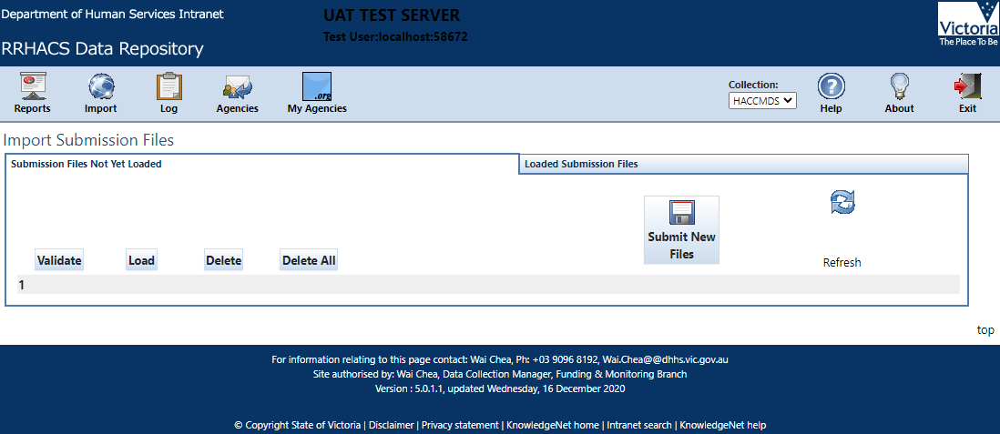 Department of Human Services Intranet
UAT TEST SERVER
Test User:localhost:58672
RRHACS Data Repository
Victoria
The Place To Be
.org
Reports
Import
Log
Agencies
My Agencies
Collection:
HACCMDS
Help
About
Exit
Import Submission Files
Submission Files Not Yet Loaded
Loaded Submission Files
Validate
Load
Delete
Delete All
Submit New
Files
Refresh
1
top
For information relating to this page contact: Wai Chea, Ph: +03 9096 8192, Wai.Chea@@dhhs.vic.gov.au
Site authorised by: Wai Chea, Data Collection Manager, Funding & Monitoring Branch
Version : 5.0.1.1, updated Wednesday, 16 December 2020
© Copyright State of Victoria | Disclaimer | Privacy statement | KnowledgeNet home | Intranet search | KnowledgeNet help